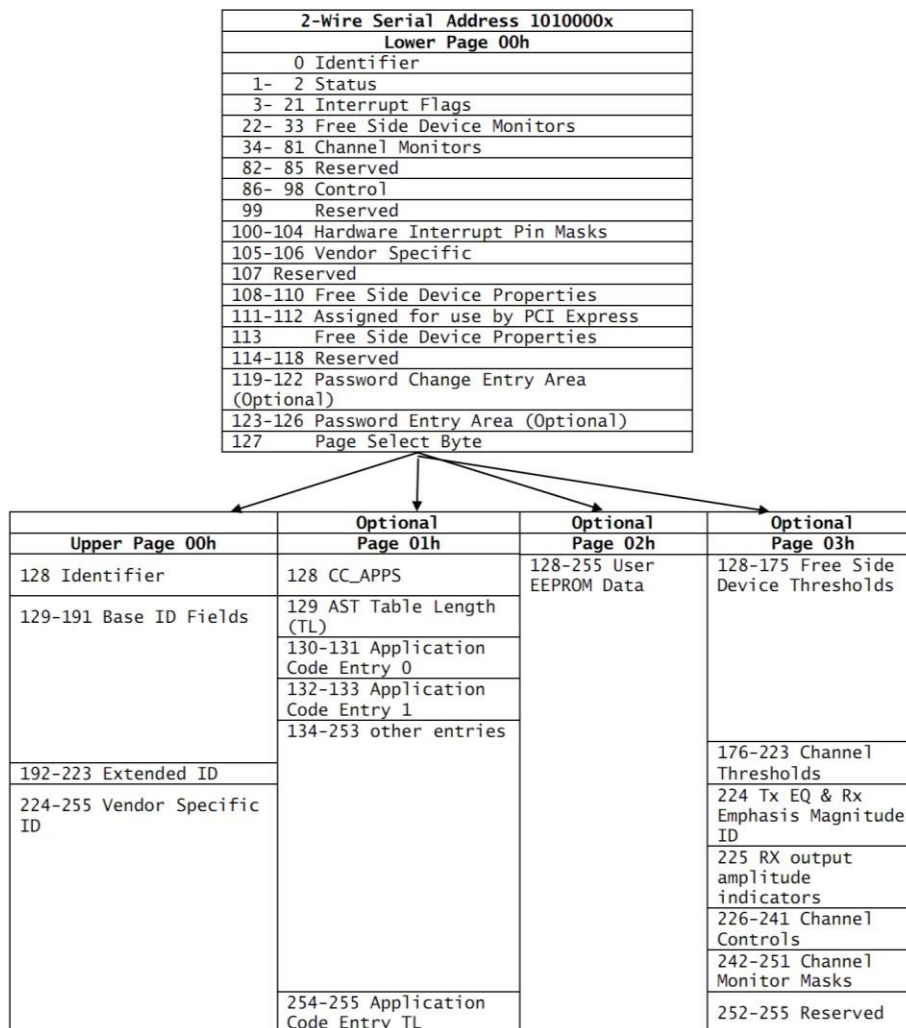 2-Wire Serial Address 1010000x
Lower Page 00h
0 Identifier
1- 2 Status
3- 21 Interrupt Flags
22- 33 Free Side Device Monitors
34- 81 Channel Monitors
82- 85 Reserved
86- 98 Control
99 Reserved
100-104 Hardware Interrupt Pin Masks
105-106 Vendor Specific
107 Reserved
108-110 Free Side Device Properties
111-112 Assigned for use by PCI Express
113 Free Side Device Properties
114-118 Reserved
119-122 Password Change Entry Area
(Optional)
123-126 Password Entry Area (Optional)
127 Page Select Byte
Upper Page 00h
128 Identifier
129-191 Base ID Fields
192-223 Extended ID
224-255 Vendor Specific
ID
Optional
Page 01h
128 CC_APPS
129 AST Table Length
(TL)
130-131 Application
Code Entry 0
132-133 Application
Code Entry 1
134-253 other entries
254-255 Application
Code Entry TL
Optional
Page 02h
128-255 User
EEPROM Data
Optional
Page 03h
128-175 Free Side
Device Thresholds
176-223 Channel
Thresholds
224 Tx EQ & Rx
Emphasis Magnitude
ID
225 RX output
amplitude
indicators
226-241 Channel
Controls
242-251 Channel
Monitor Masks
252-255 Reserved